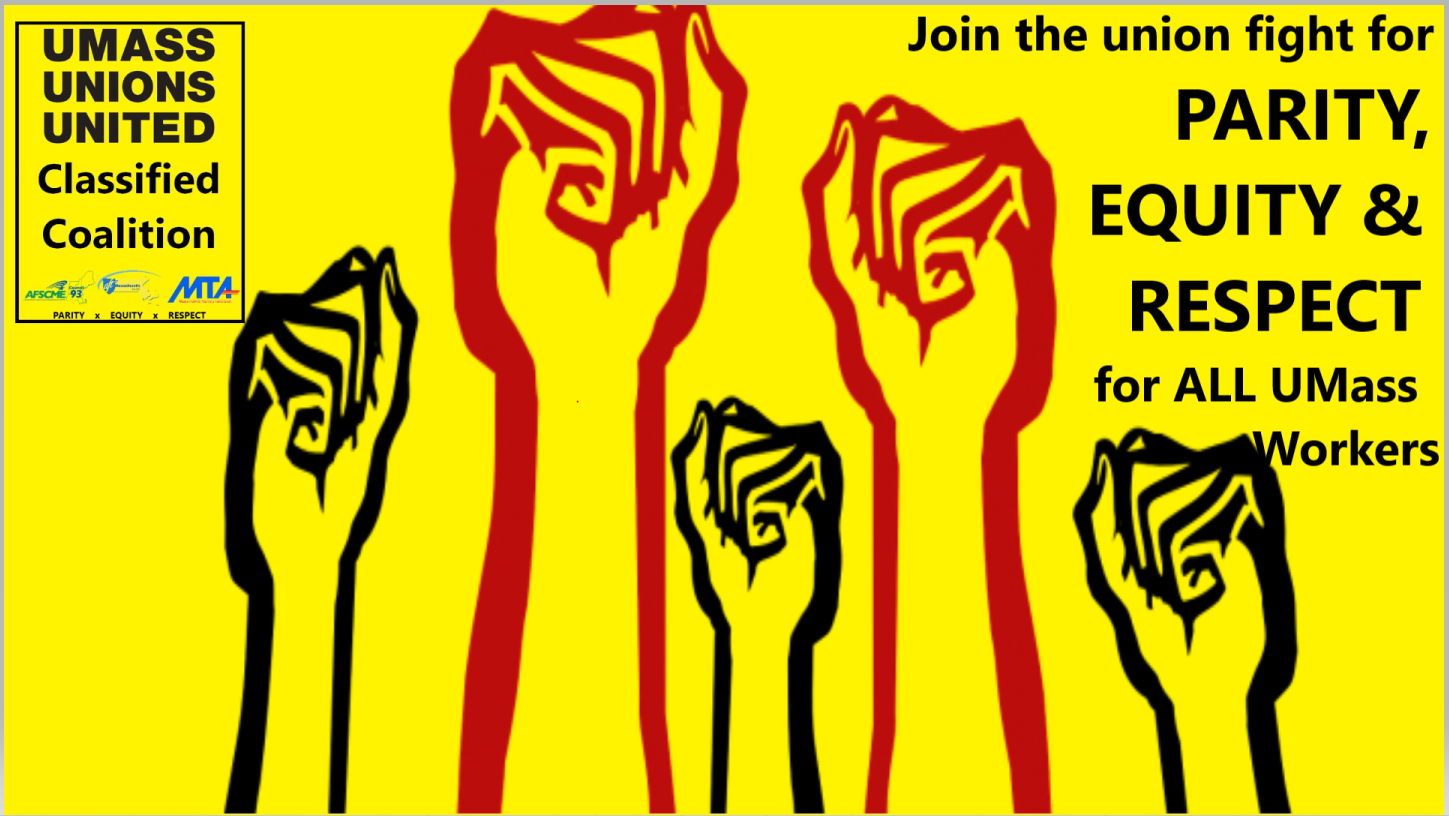 UMASS
UNIONS
UNITED
Classified
Coalition
AFSCME
93
MTA
PARITY x EQUITY x RESPECT
Join the union fight for
PARITY,
EQUITY &
RESPECT
for ALL UMass
Workers